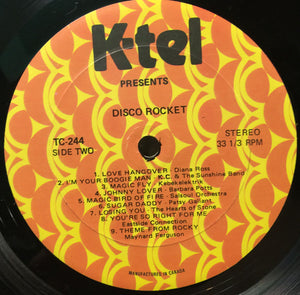 K-tel
PRESENTS
DISCO ROCKET
TC-244
SIDE TWO
STEREO
33 1/3 RPM
1. LOVE HANGOVER - Diana Ross
2. I'M YOUR BOOGIE MAN - K.C. & The Sunshine Band
3. MAGIC FLY - Kebekelektrik
4. JOHNNY LOVER - Barbara Potts
5. MAGIC BIRD OF FIRE - Salsoul Orchestra
6. SUGAR DADDY - Patsy Gallant
7. LOSING YOU - The Hearts of Stone
8. YOU'RE SO RIGHT FOR ME -
Eastside Connection
9. THEME FROM ROCKY
Maynard Ferguson
MANUFACTURED IN CANADA